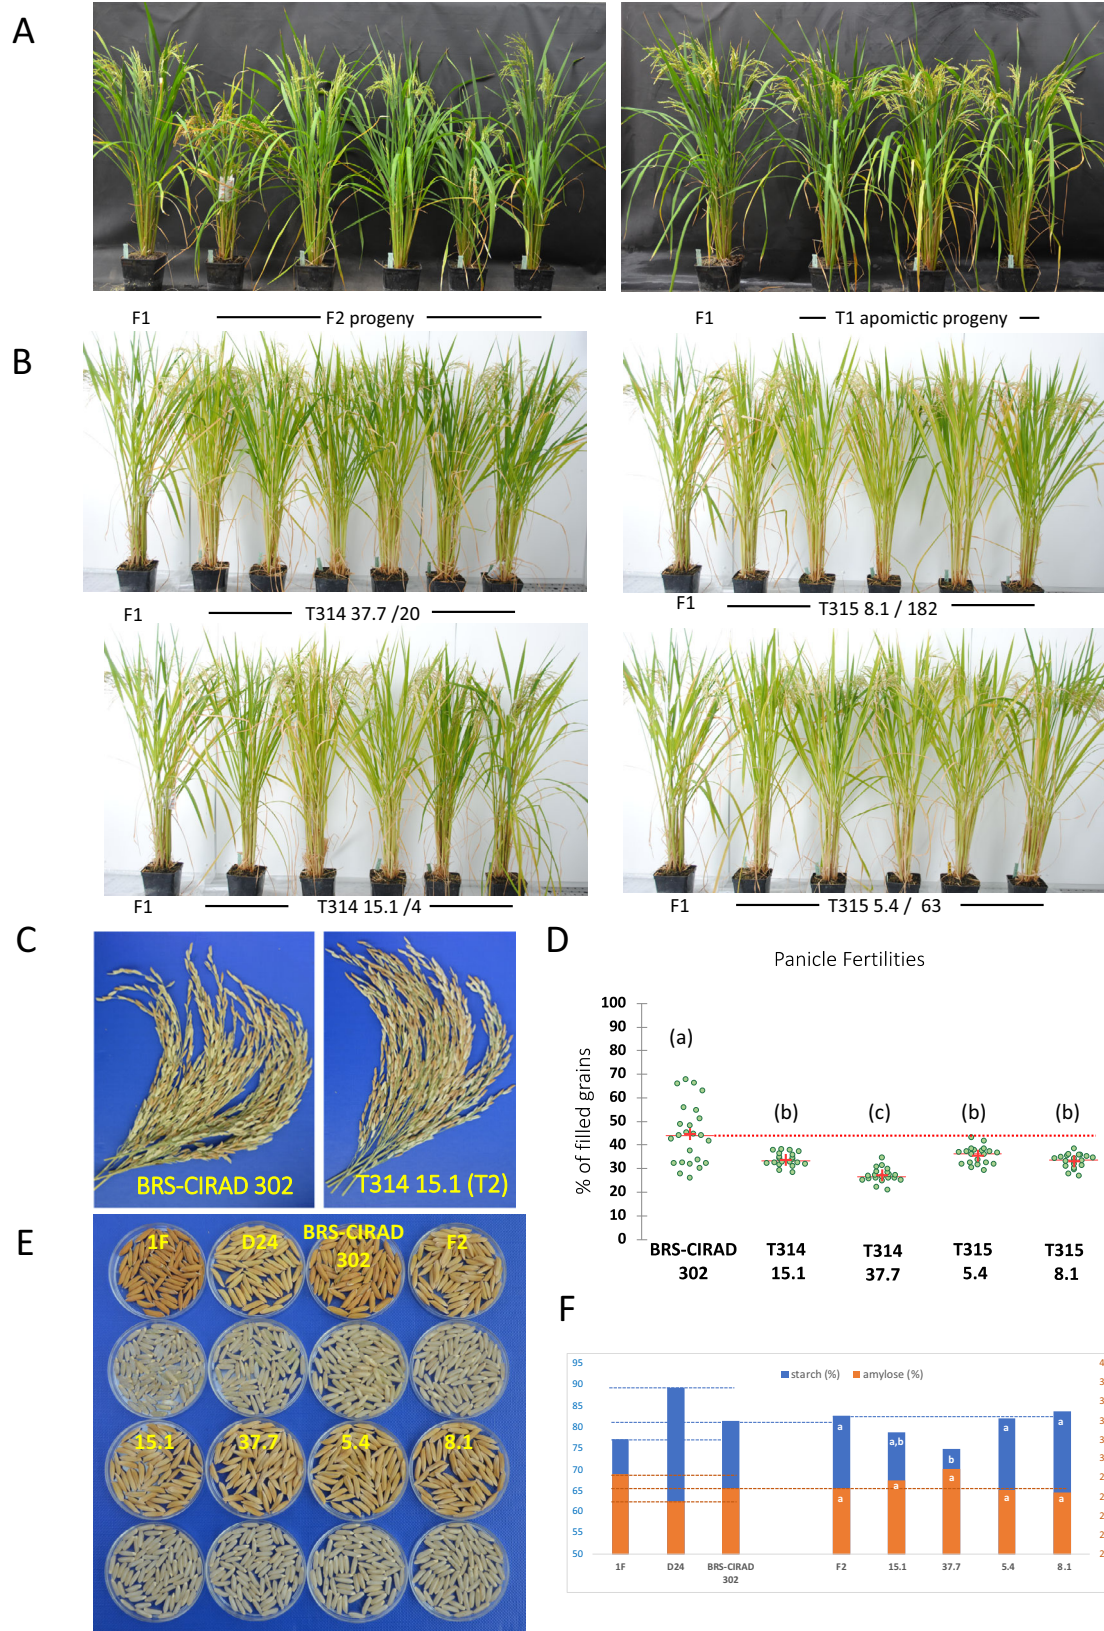 A
F1 F2 progeny
F1 T1 apomictic progeny
B
F1 T314 37.7 /20
F1 T315 8.1 / 182
F1 T314 15.1 /4
F1 T315 5.4 / 63
C
BRS-CIRAD 302
T314 15.1 (T2)
D
Panicle Fertilities
% of filled grains
100
90
80
70
60
50
40
30
20
10
0
(a)
(b)
(c)
(b)
(b)
BRS-CIRAD
302
T314
15.1
T314
37.7
T315
5.4
T315
8.1
E
1F
D24
BRS-CIRAD
302
F2
15.1
37.7
5.4
8.1
F
starch (%) amylose (%)
95
90
85
80
75
70
65
60
55
50
a
a,b
b
a
a
a
a
a
a
a
1F
D24
BRS-CIRAD
302
F2
15.1
37.7
5.4
8.1